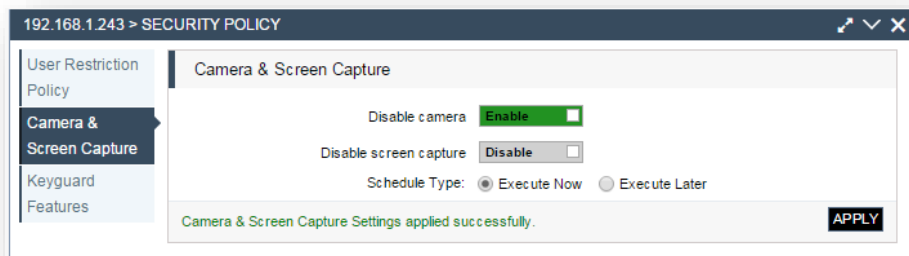 192.168.1.243 > SECURITY POLICY
User Restriction
Policy
Camera &
Screen Capture
Keyguard
Features
Camera & Screen Capture
Disable camera Enable
Disable screen capture Disable
Schedule Type: Execute Now Execute Later
Camera & Screen Capture Settings applied successfully. APPLY